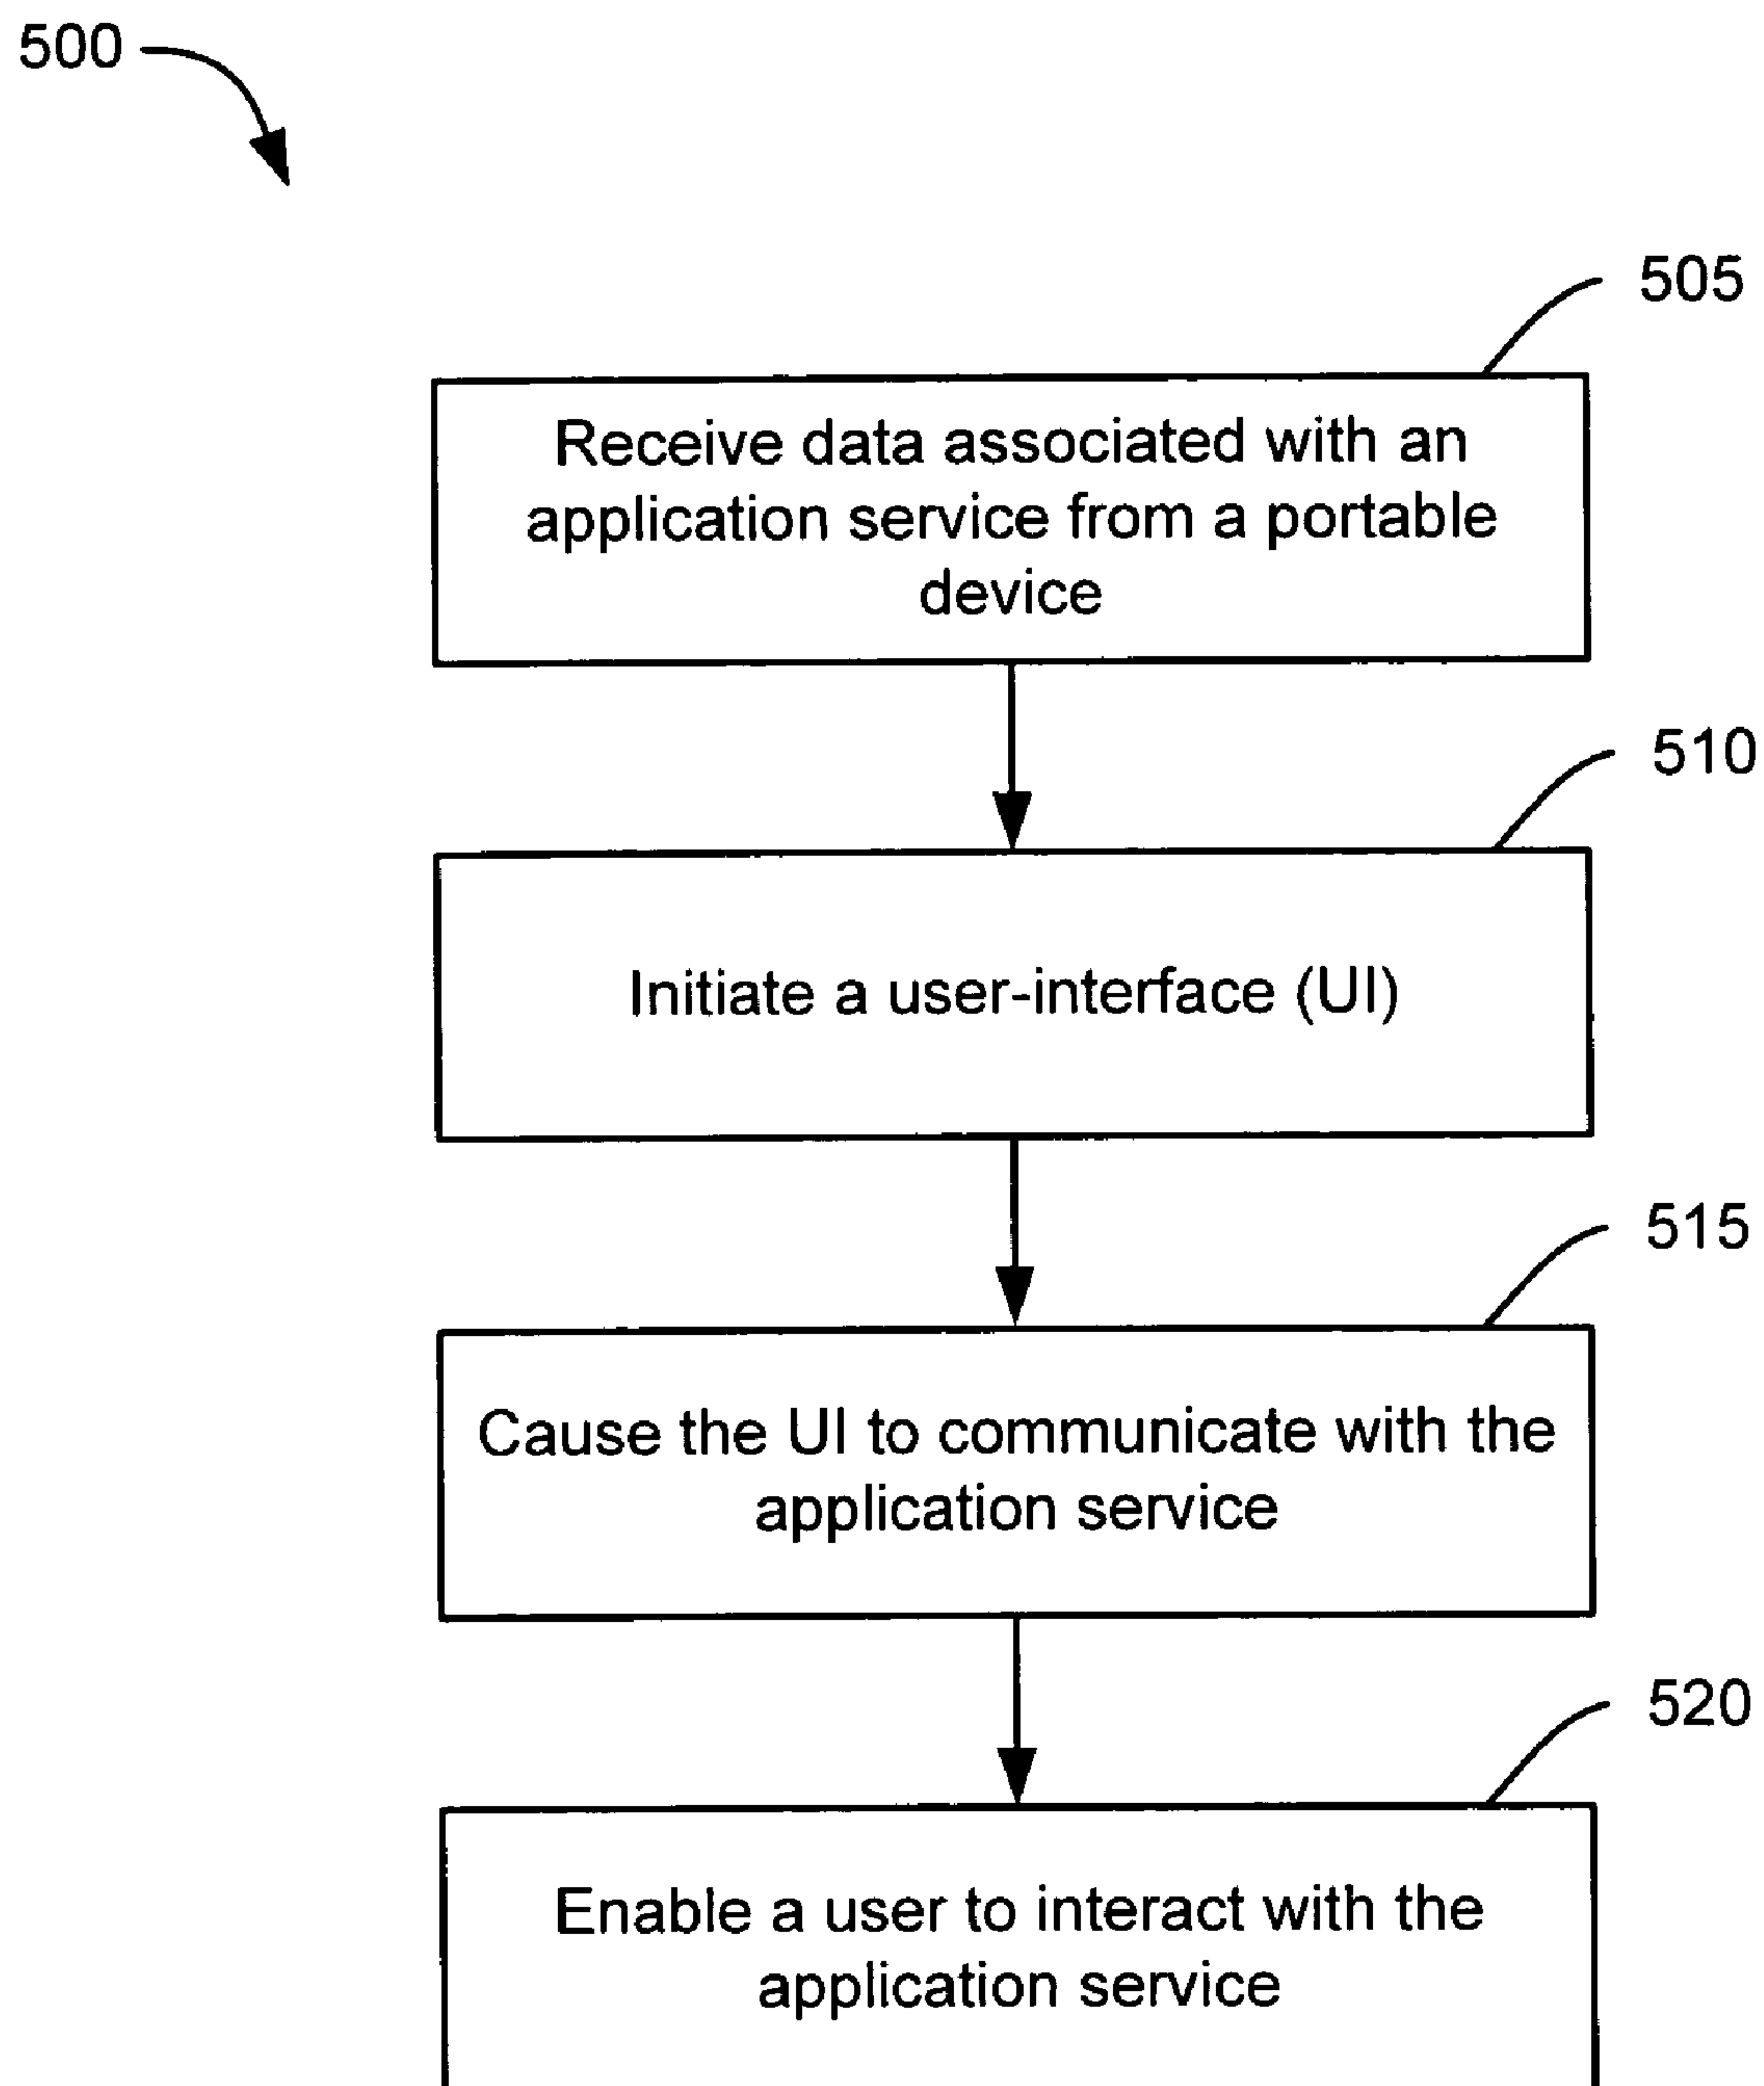 500
505
Receive data associated with an
application service from a portable
device
510
Initiate a user-interface (UI)
515
Cause the UI to communicate with the
application service
520
Enable a user to interact with the
application service